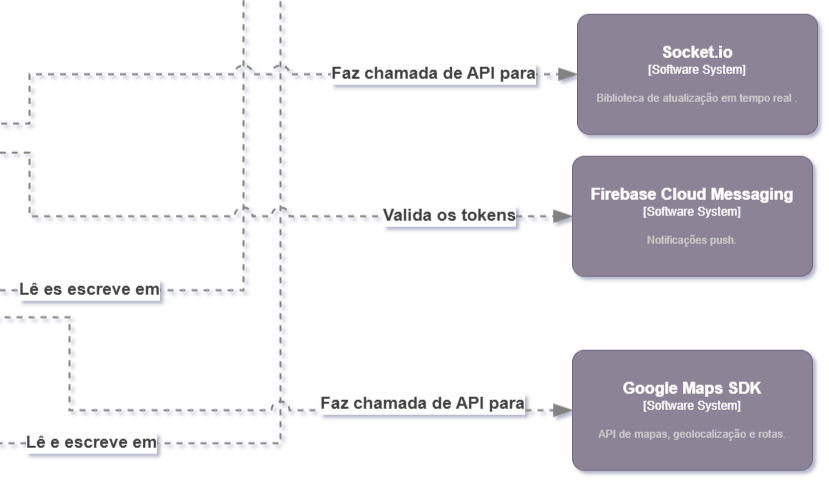 Socket.io
[Software System]
Faz chamada de API para
Biblioteca de atualização em tempo real .
Firebase Cloud Messaging
[Software System]
Valida os tokens
Notificações push.
Lê es escreve em
Google Maps SDK
[Software System]
Faz chamada de API para
API de mapas, geolocalização e rotas.
Lê e escreve em